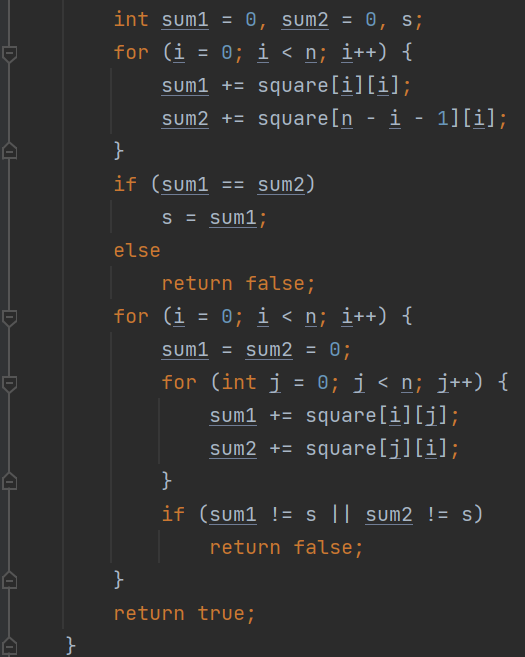 int sum1 = 0, sum2 = 0, s;
for (i = 0; i < n; i++) {
sum1 += square[i][i];
sum2 += square[n - i - 1][i];
}
if (sum1 == sum2)
s = sum1;
else
return false;
for (i = 0; i < n; i++) {
sum1 = sum2 = 0;
for (int j = 0; j < n; j++) {
sum1 += square[i][j];
sum2 += square[j][i];
}
if (sum1 != s || sum2 != s)
return false;
}
return true;
}